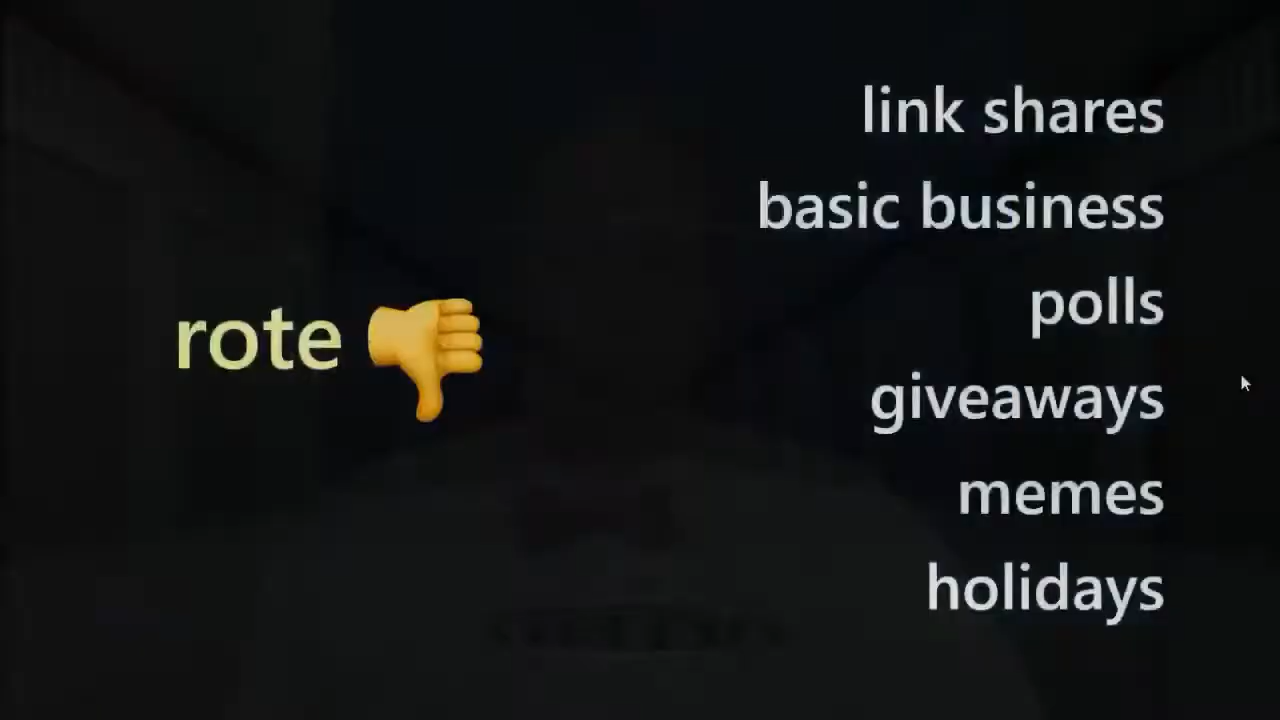 rote 👎
link shares
basic business
polls
giveaways
memes
holidays